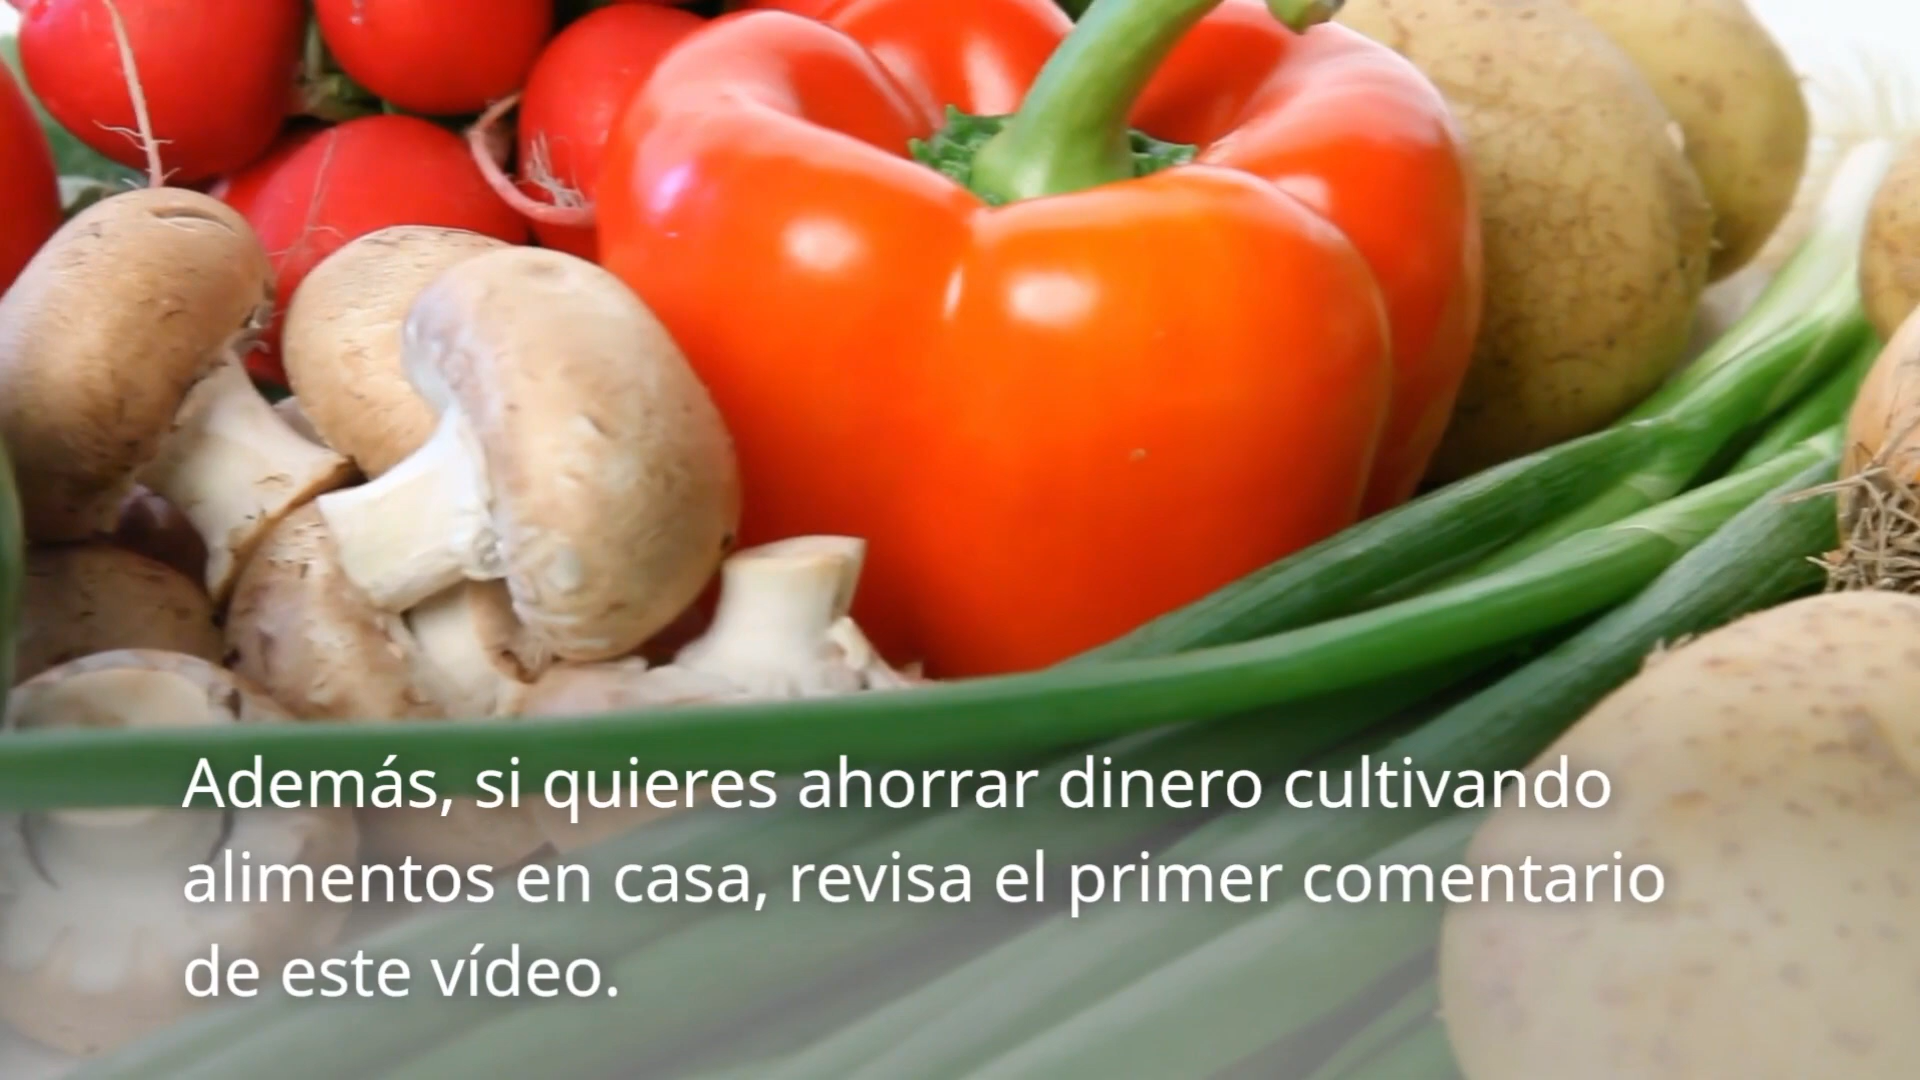 Además, si quieres ahorrar dinero cultivando
alimentos en casa, revisa el primer comentario
de este vídeo.